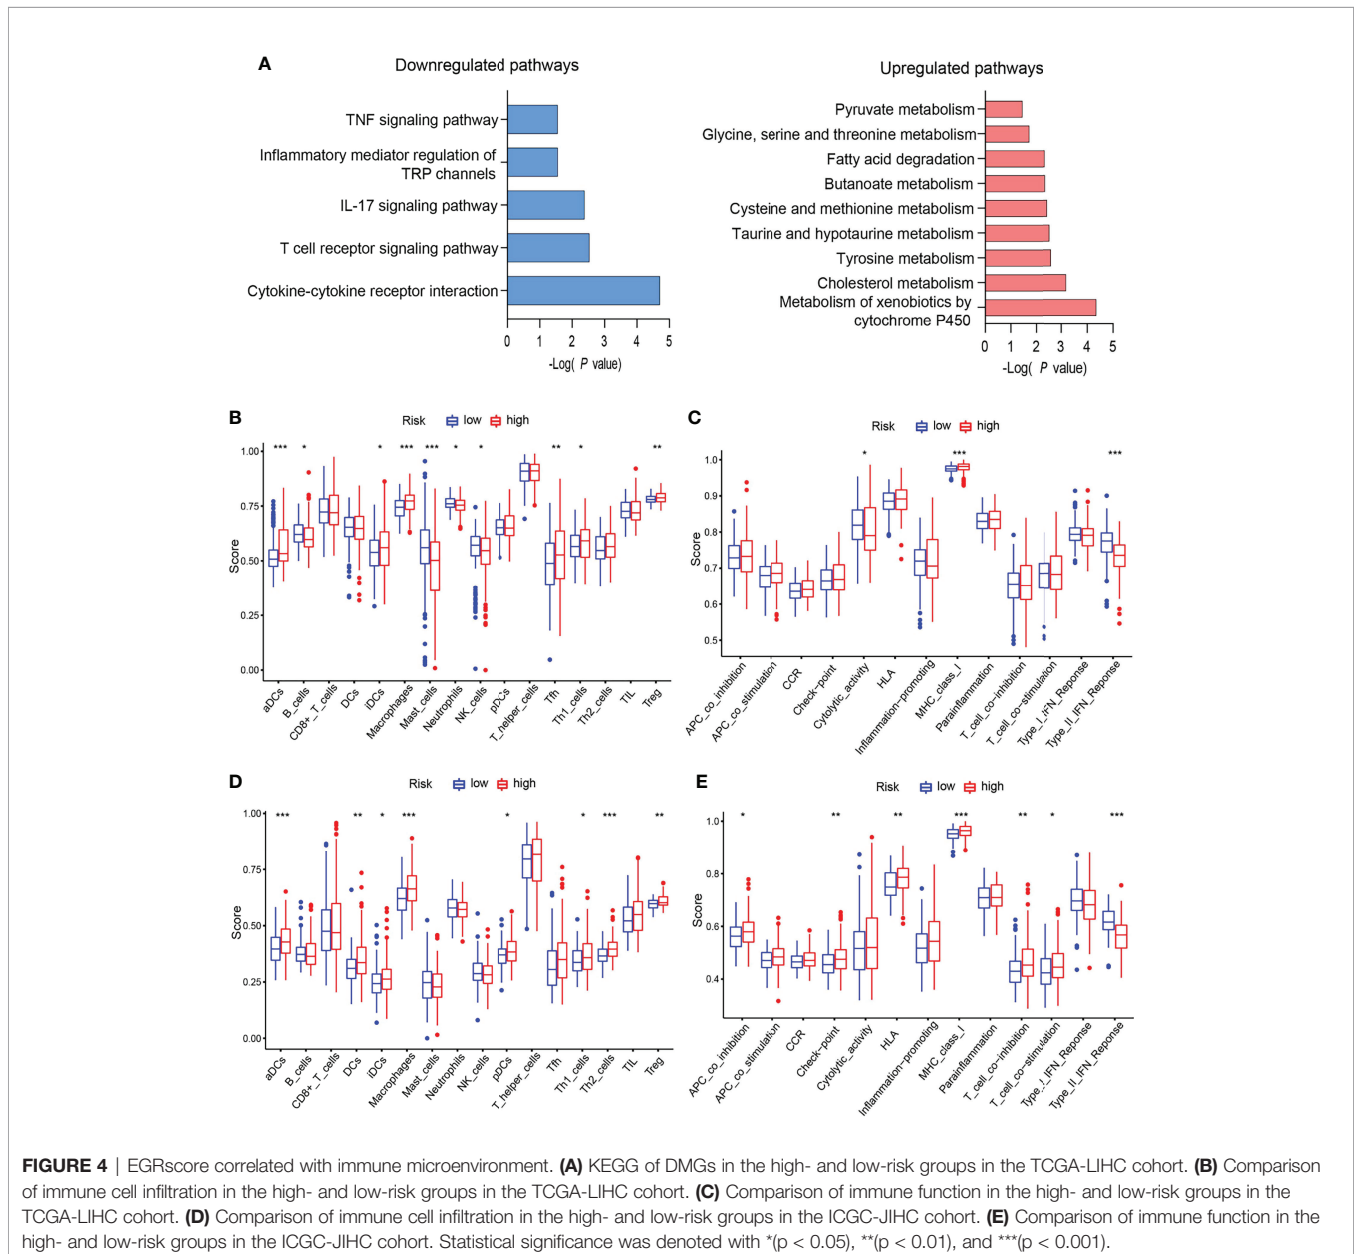 A
Downregulated pathways
TNF signaling pathway
Inflammatory mediator regulation of
TRP channels
IL-17 signaling pathway
T cell receptor signaling pathway
Cytokine-cytokine receptor interaction
0 1 2 3 4 5
-Log( P value)
Upregulated pathways
Pyruvate metabolism
Glycine, serine and threonine metabolism
Fatty acid degradation
Butanoate metabolism
Cysteine and methionine metabolism
Taurine and hypotaurine metabolism
Tyrosine metabolism
Cholesterol metabolism
Metabolism of xenobiotics by
cytochrome P450
0 1 2 3 4 5
-Log( P value)
B
Risk low high
*** * * *** *** * * ** * **
1.00
0.75
0.50
0.25
0.00
Score
aDCs
B_cells
CD8+_T_cells
DCs
iDCs
Macrophages
Mast_cells
Neutrophils
NK_cells
pDCs
T_helper_cells
Tfh
Th1_cells
Th2_cells
TIL
Treg
C
Risk low high
* *** ***
1.0
0.9
0.8
0.7
0.6
0.5
Score
APC_co_inhibition
APC_co_stimulation
CCR
Check-point
Cytolytic_activity
HLA
Inflammation-promoting
MHC_class_I
Parainflammation
T_cell_co-inhibition
T_cell_co-stimulation
Type_I_IFN_Reponse
Type_II_IFN_Reponse
D
Risk low high
*** ** * *** * * *** **
1.00
0.75
0.50
0.25
0.00
Score
aDCs
B_cells
CD8+_T_cells
DCs
iDCs
Macrophages
Mast_cells
Neutrophils
NK_cells
pDCs
T_helper_cells
Tfh
Th1_cells
Th2_cells
TIL
Treg
E
Risk low high
* ** ** *** ** * ***
1.0
0.8
0.6
0.4
Score
APC_co_inhibition
APC_co_stimulation
CCR
Check-point
Cytolytic_activity
HLA
Inflammation-promoting
MHC_class_I
Parainflammation
T_cell_co-inhibition
T_cell_co-stimulation
Type_I_IFN_Reponse
Type_II_IFN_Reponse
FIGURE 4 | EGRscore correlated with immune microenvironment. (A) KEGG of DMGs in the high- and low-risk groups in the TCGA-LIHC cohort. (B) Comparison
of immune cell infiltration in the high- and low-risk groups in the TCGA-LIHC cohort. (C) Comparison of immune function in the high- and low-risk groups in the
TCGA-LIHC cohort. (D) Comparison of immune cell infiltration in the high- and low-risk groups in the ICGC-JIHC cohort. (E) Comparison of immune function in the
high- and low-risk groups in the ICGC-JIHC cohort. Statistical significance was denoted with *(p < 0.05), **(p < 0.01), and ***(p < 0.001).